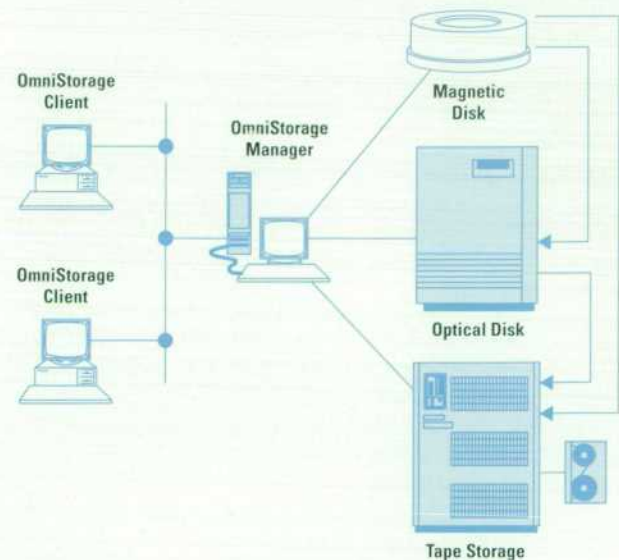 OmniStorage
Client
OmniStorage
Manager
Magnetic
Disk
OmniStorage
Client
Optical Disk
Tape Storage